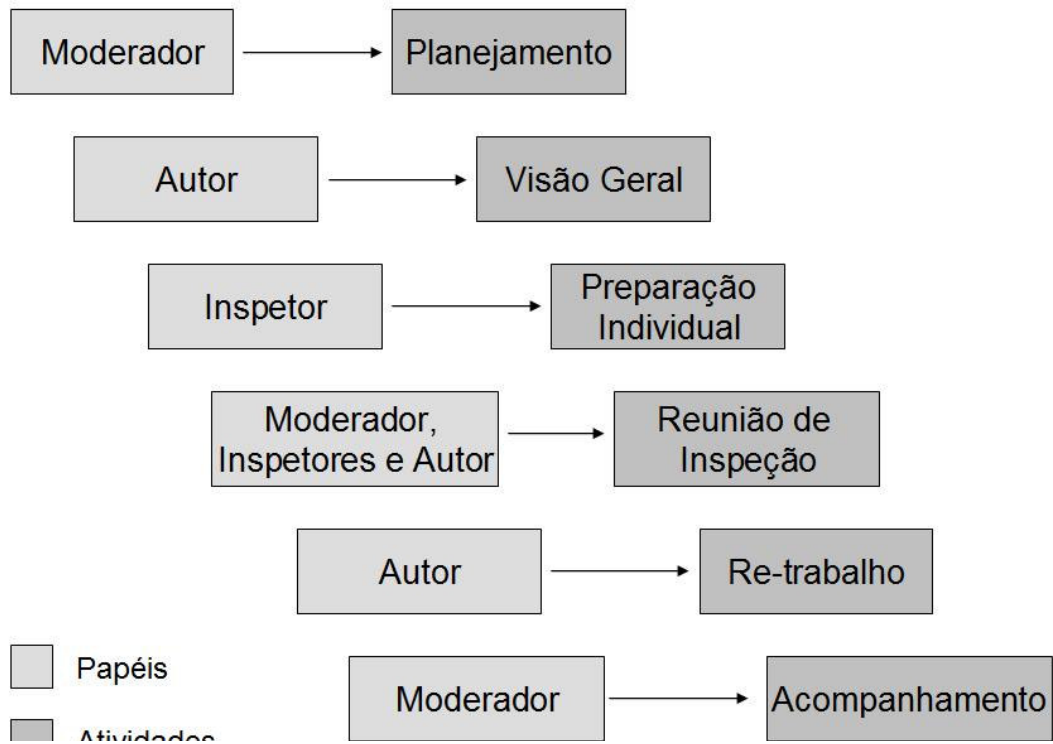 Moderador
Planejamento
Autor
Visão Geral
Inspetor
Preparação
Individual
Moderador,
Inspetores e Autor
Reunião de
Inspeção
Autor
Re-trabalho
Papéis
Moderador
Acompanhamento
Atividades